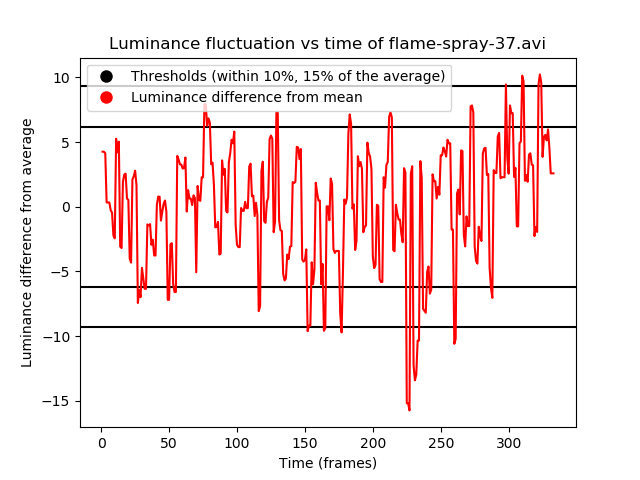 Luminance fluctuation vs time of flame-spray-37.avi
Thresholds (within 10%, 15% of the average)
Luminance difference from mean
Luminance difference from average
10
5
0
−5
−10
−15
0 50 100 150 200 250 300
Time (frames)